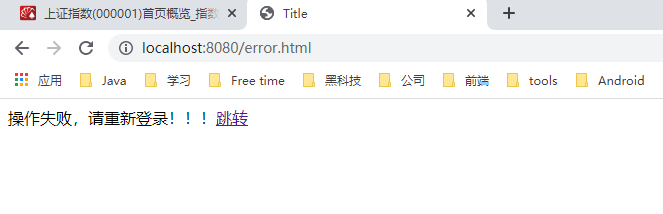 上证指数(000001)首页概览_指数
Title
localhost:8080/error.html
应用 Java 学习 Free time 黑科技 公司 前端 tools Android
操作失败，请重新登录！！！跳转